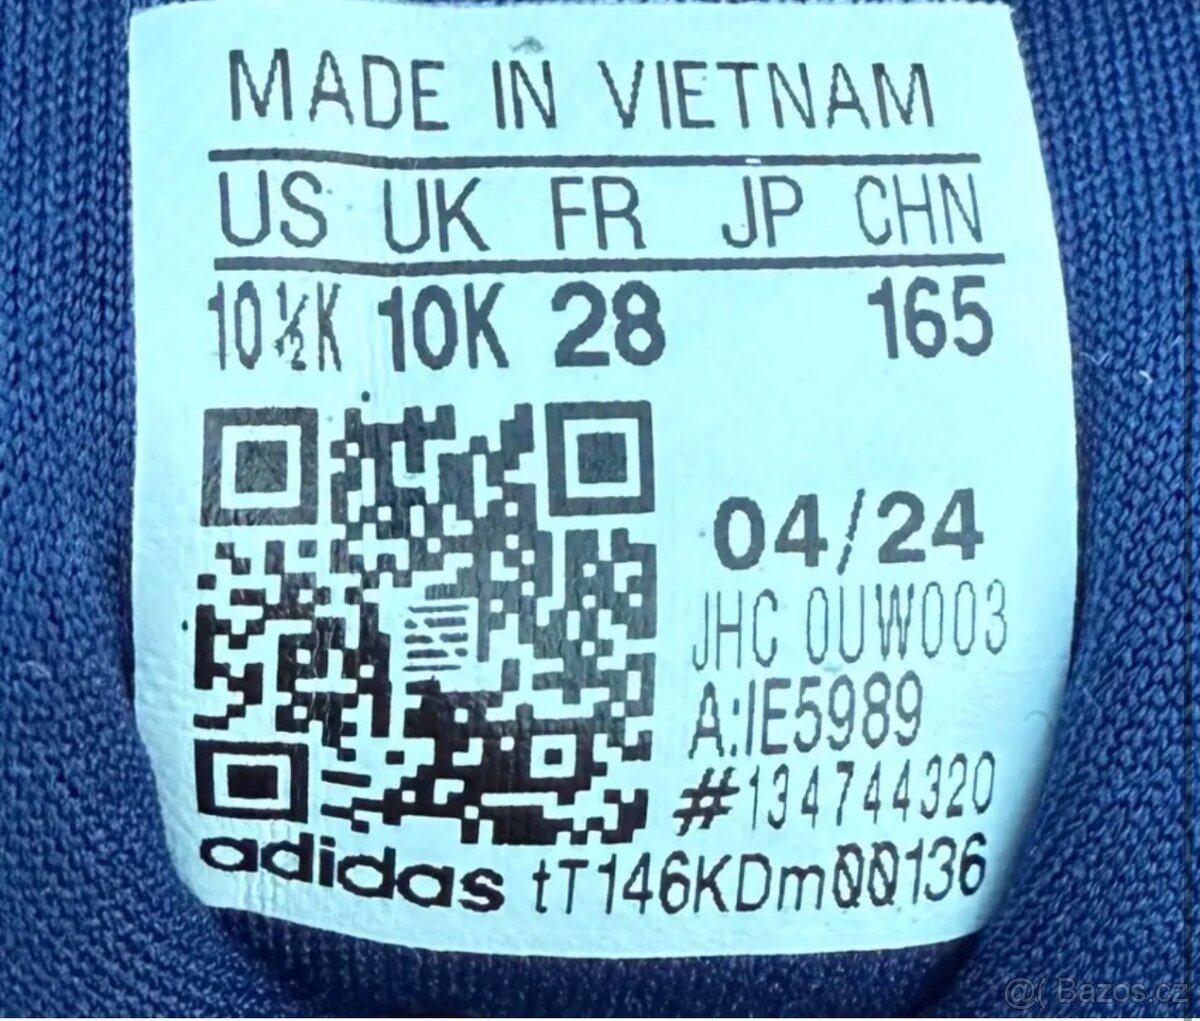 MADE IN VIETNAM
US UK FR JP CHN
10½K 10K 28 165
04/24
JHC 0UW003
A:IE5989
#134744320
adidas tT146KDm00136
@( Bazos.cz